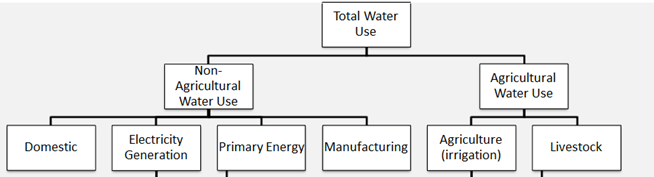 Total Water
Use
Non-
Agricultural
Water Use
Agricultural
Water Use
Domestic
Electricity
Generation
Primary Energy
Manufacturing
Agriculture
(irrigation)
Livestock